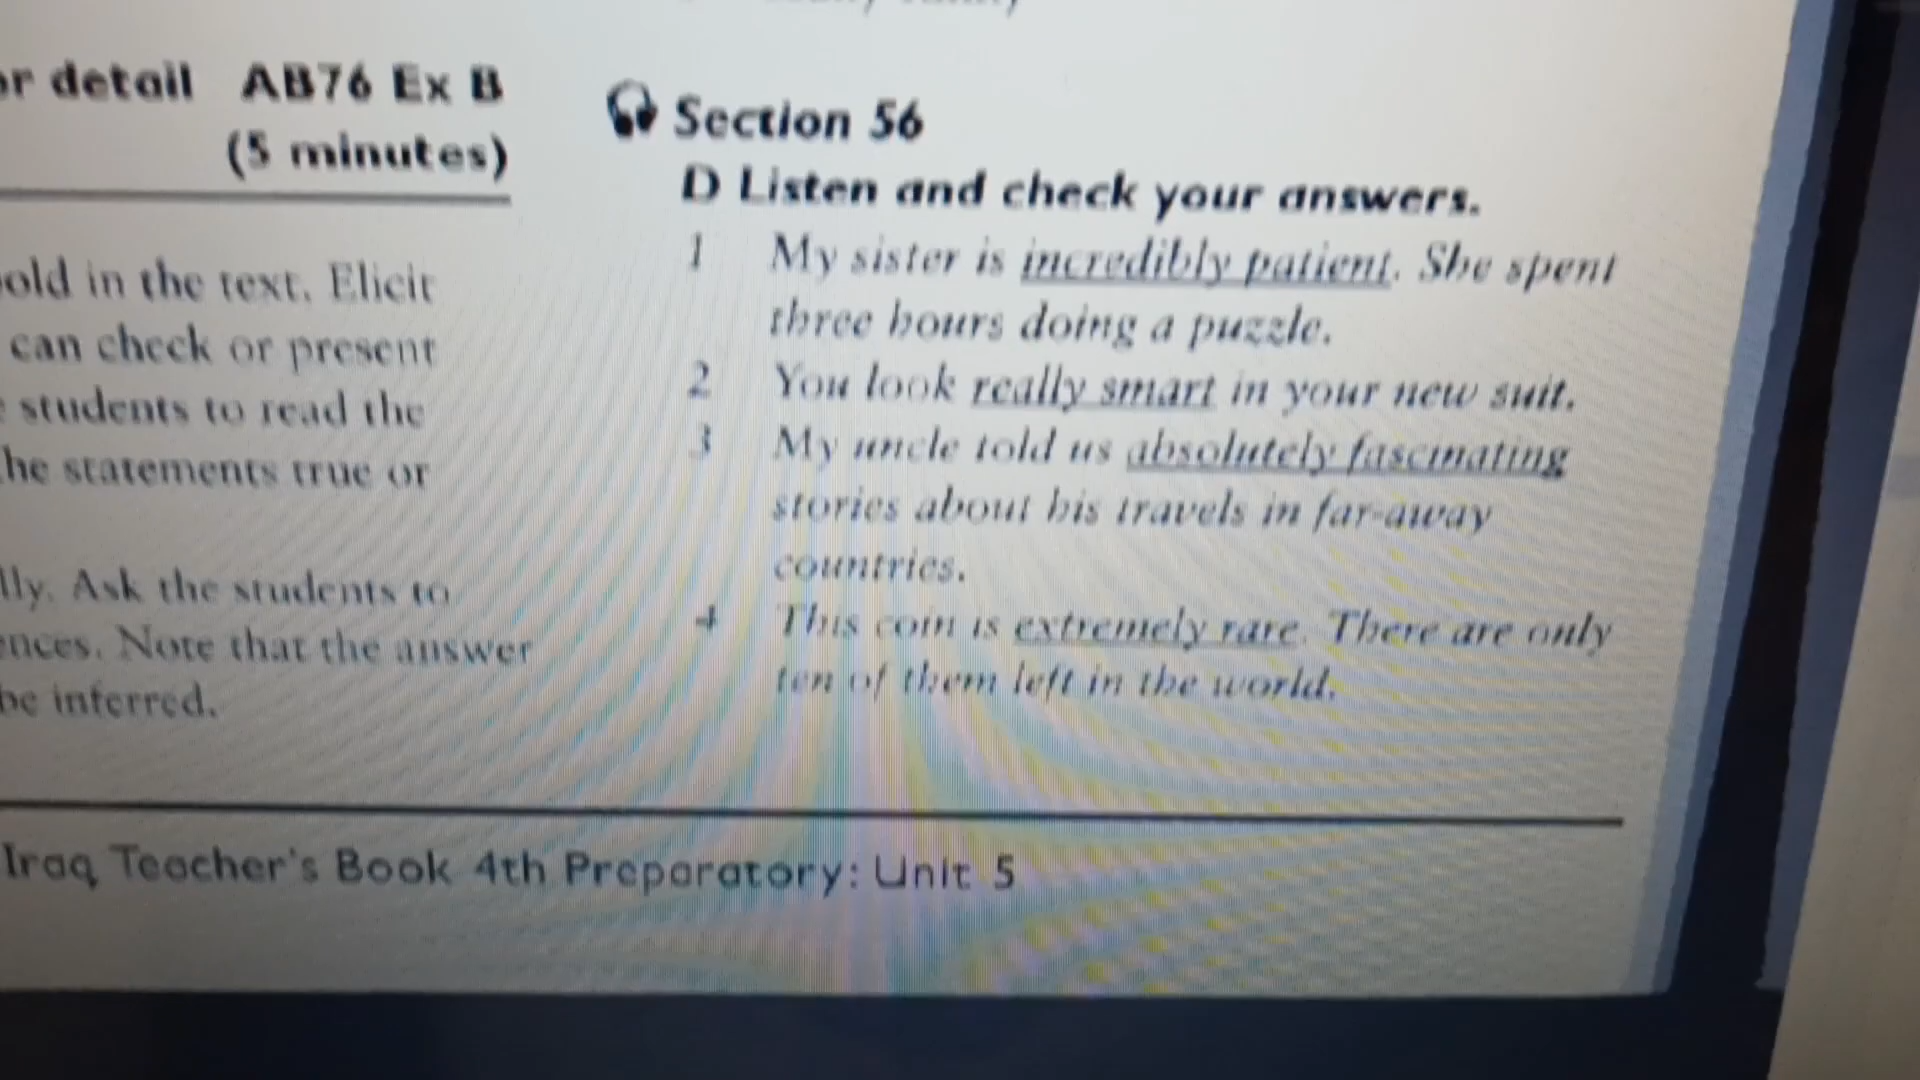 or detail AB76 Ex B
(5 minutes)
old in the text. Elicit
can check or present
students to read the
he statements true or
lly. Ask the students to
ences. Note that the answer
be inferred.
Section 56
D Listen and check your answers.
1 My sister is incredibly patient. She spent
three hours doing a puzzle.
2 You look really smart in your new suit.
3 My uncle told us absolutely fascinating
stories about his travels in far-away
countries.
4 This coin is extremely rare. There are only
ten of them left in the world.
Iraq Teacher's Book 4th Preparatory: Unit 5